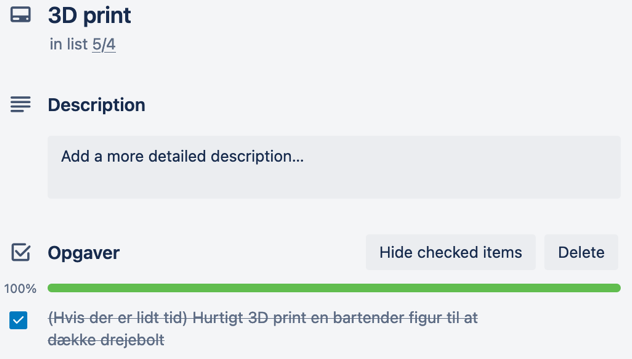 3D print
in list 5/4
Description
Add a more detailed description...
Opgaver
Hide checked items
Delete
100%
(Hvis der er lidt tid) Hurtigt 3D print en bartender figur til at
dække drejebolt